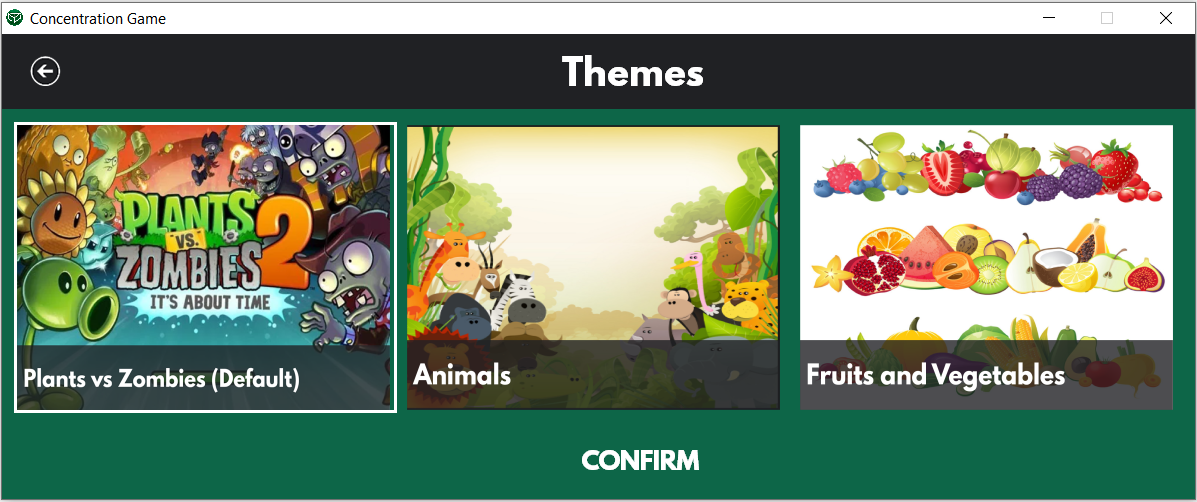 Concentration Game
Themes
PLANTS
VS.
ZOMBIES
2
IT'S ABOUT TIME
Plants vs Zombies (Default)
Animals
Fruits and Vegetables
CONFIRM